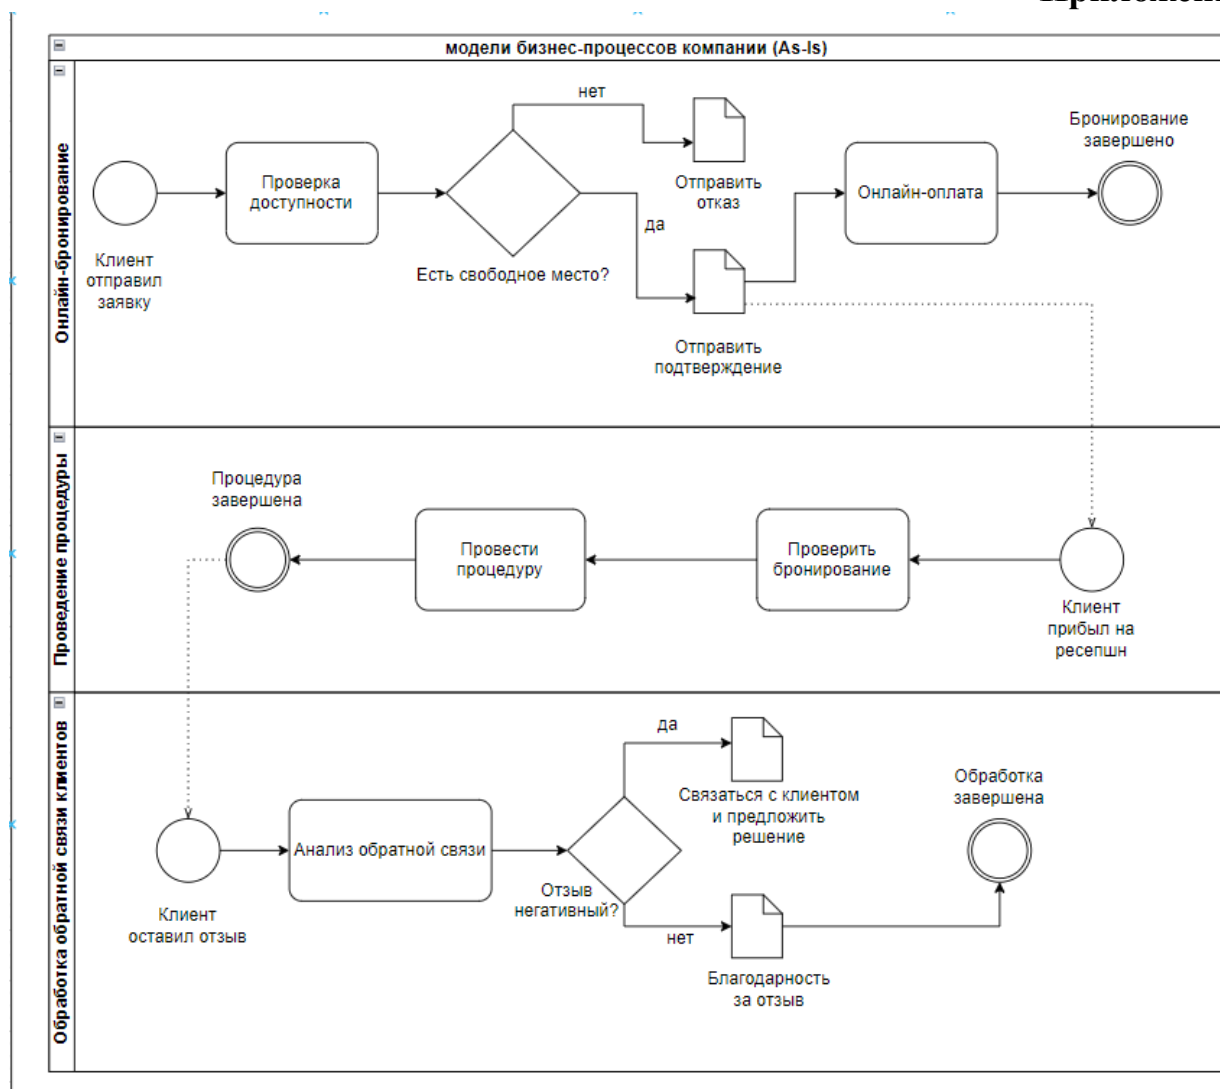 модели бизнес-процессов компании (As-Is)
Онлайн-бронирование
нет
Бронирование
завершено
Проверка
доступности
Отправить
отказ
Онлайн-оплата
да
Клиент
отправил
заявку
Есть свободное место?
Отправить
подтверждение
Проведение процедуры
Процедура
завершена
Провести
процедуру
Проверить
бронирование
Клиент
прибыл на
ресепшн
Обработка обратной связи клиентов
да
Связаться с клиентом
и предложить
решение
Обработка
завершена
Анализ обратной связи
Отзыв
негативный?
Клиент
оставил отзыв
нет
Благодарность
за отзыв